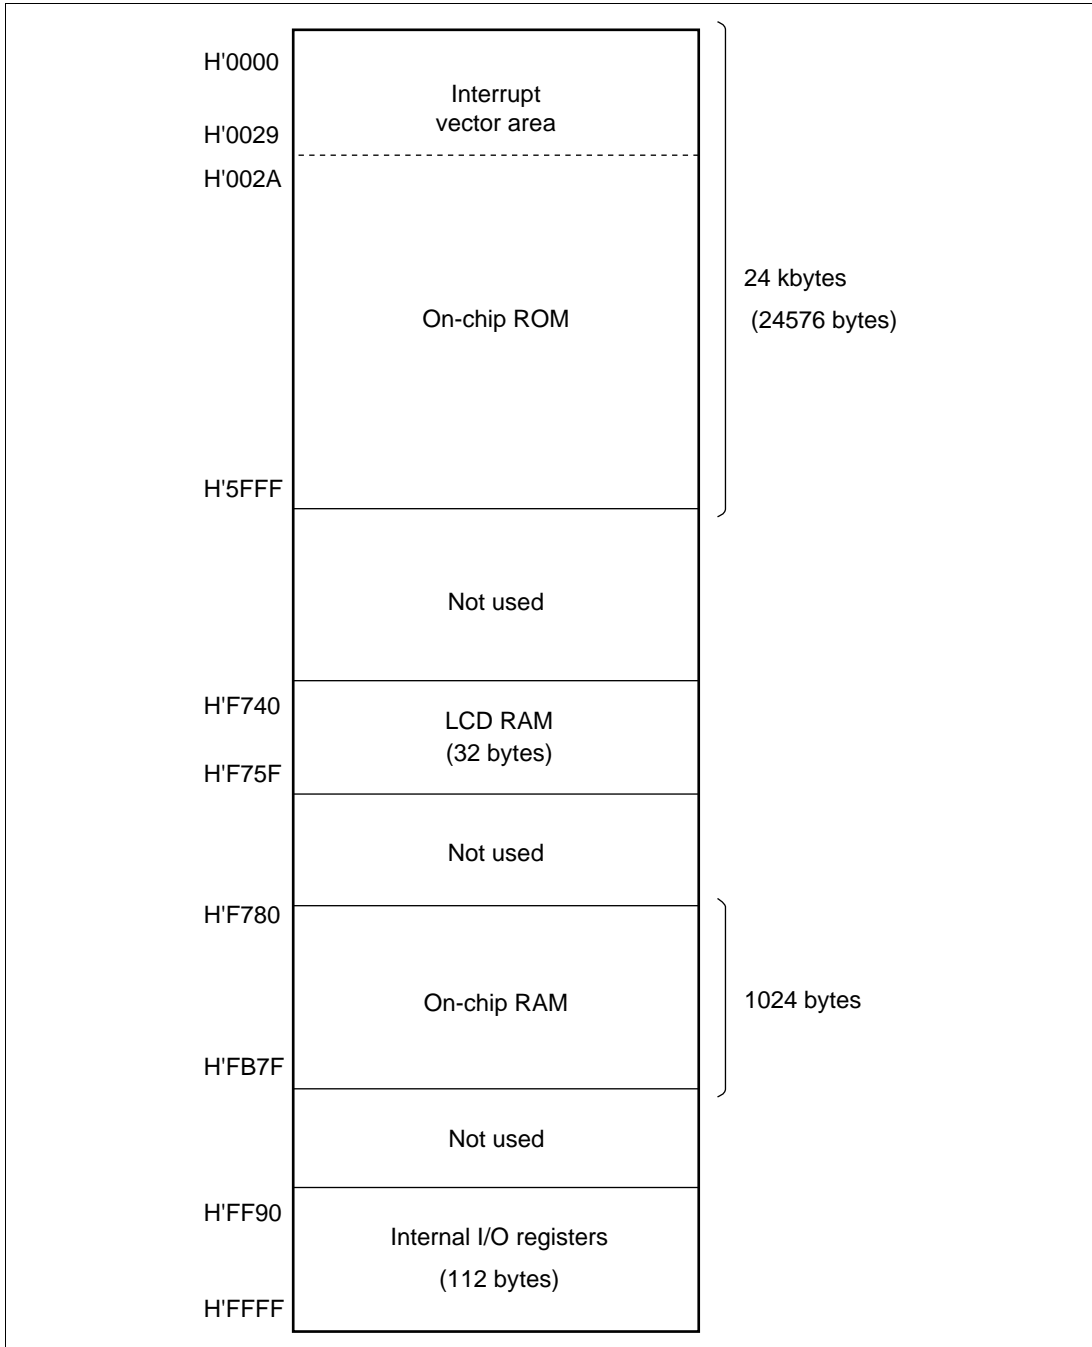 H'0000
Interrupt
vector area
H'0029
H'002A
24 kbytes
On-chip ROM
(24576 bytes)
H'5FFF
Not used
H'F740
LCD RAM
(32 bytes)
H'F75F
Not used
H'F780
On-chip RAM
1024 bytes
H'FB7F
Not used
H'FF90
Internal I/O registers
(112 bytes)
H'FFFF